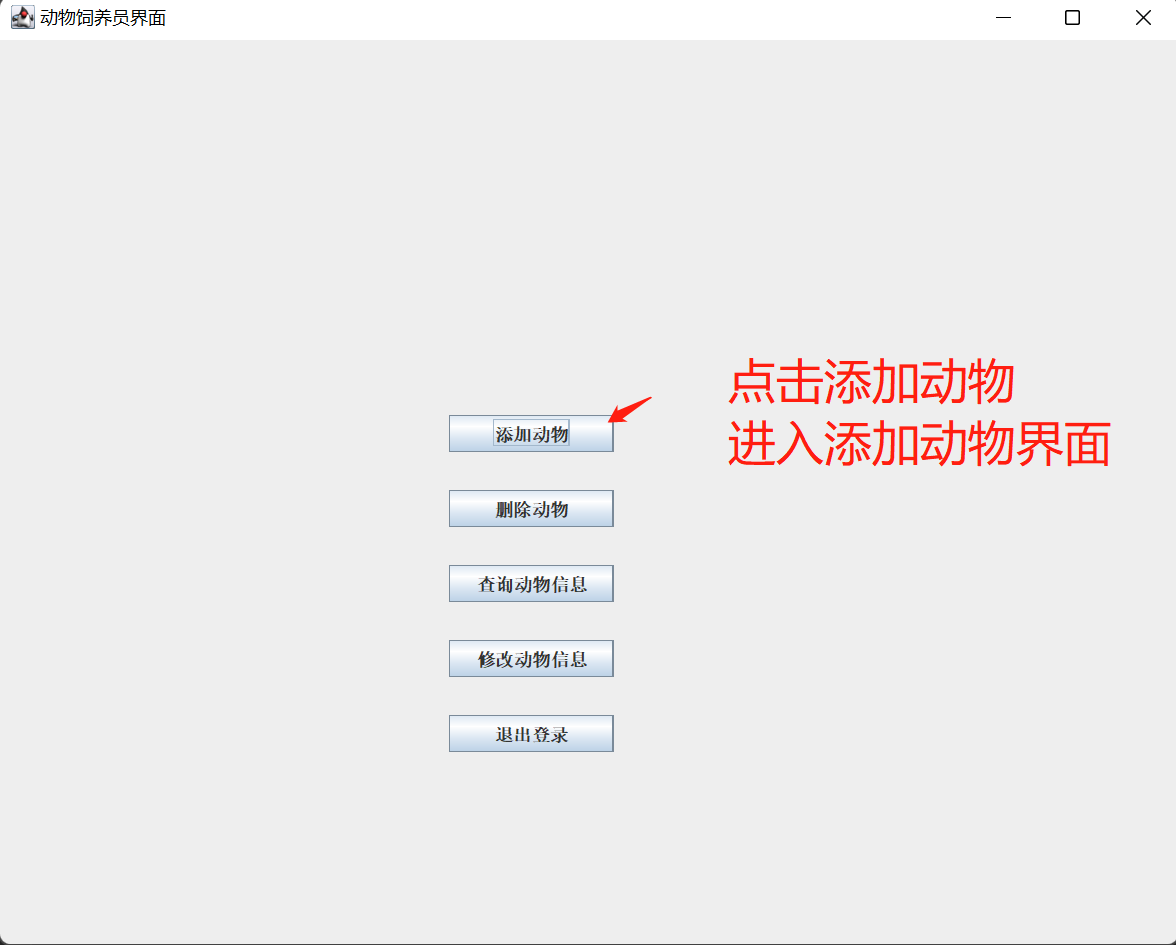 动物饲养员界面
点击添加动物
进入添加动物界面
添加动物
删除动物
查询动物信息
修改动物信息
退出登录